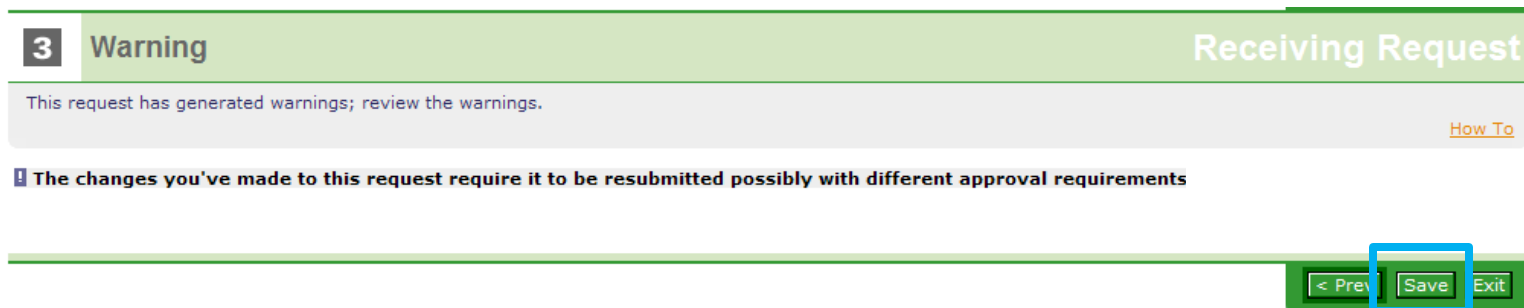 3 Warning Receiving Request
This request has generated warnings; review the warnings.
How To
! The changes you've made to this request require it to be resubmitted possibly with different approval requirements
< Prev Save Exit